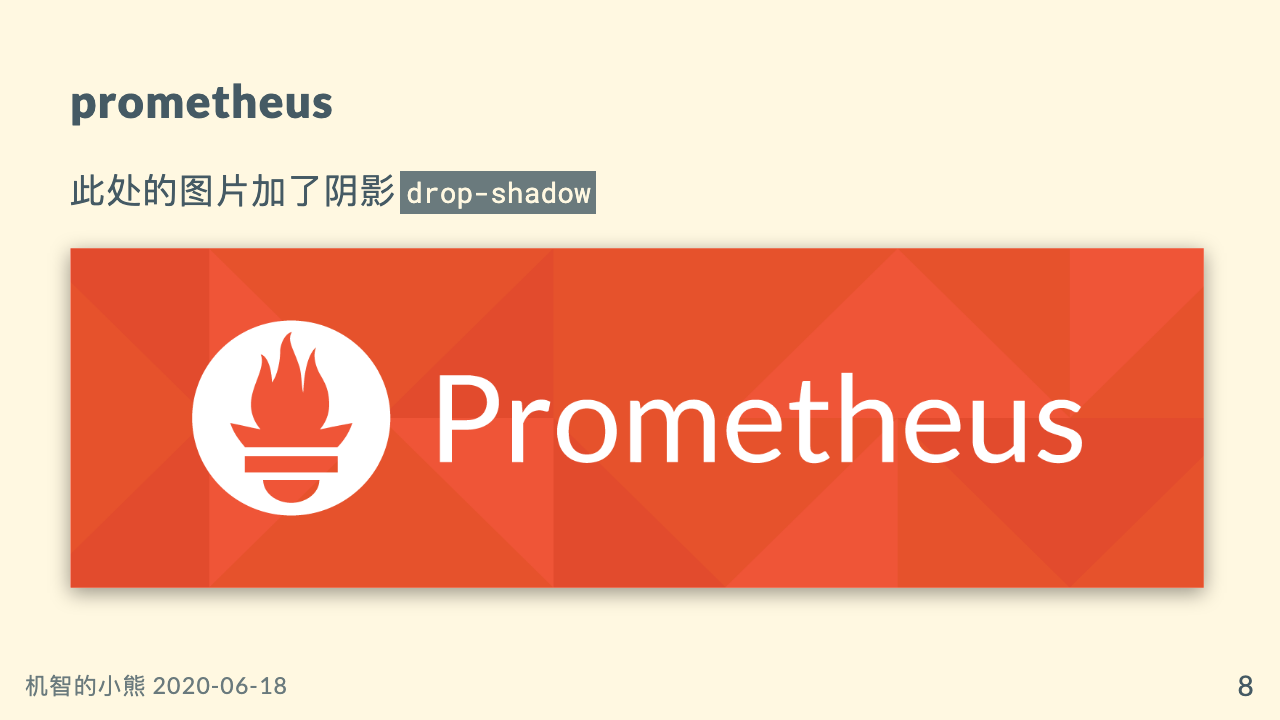 prometheus
此处的图片加了阴影 drop-shadow
Prometheus
机智的小熊 2020-06-18
8